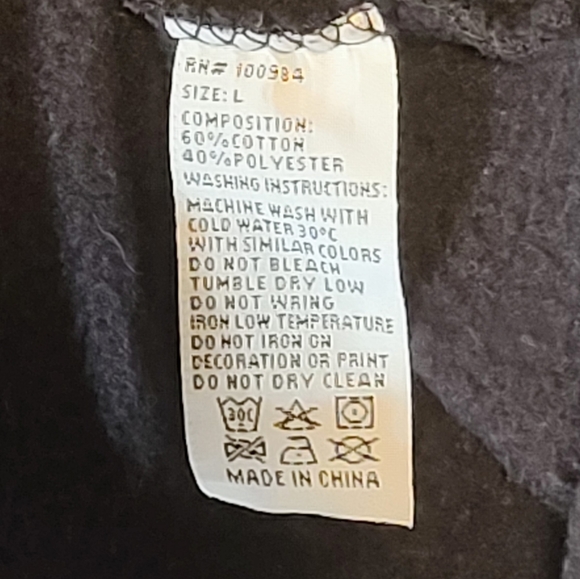 RN# 100984
SIZE: L
COMPOSITION:
60%COTTON
40%POLYESTER
WASHING INSTRUCTIONS:
MACHINE WASH WITH
COLD WATER 30°C
WITH SIMILAR COLORS
DO NOT BLEACH
TUMBLE DRY LOW
DO NOT WRING
IRON LOW TEMPERATURE
DO NOT IRON ON
DECORATION OR PRINT
DO NOT DRY CLEAN
30C
MADE IN CHINA